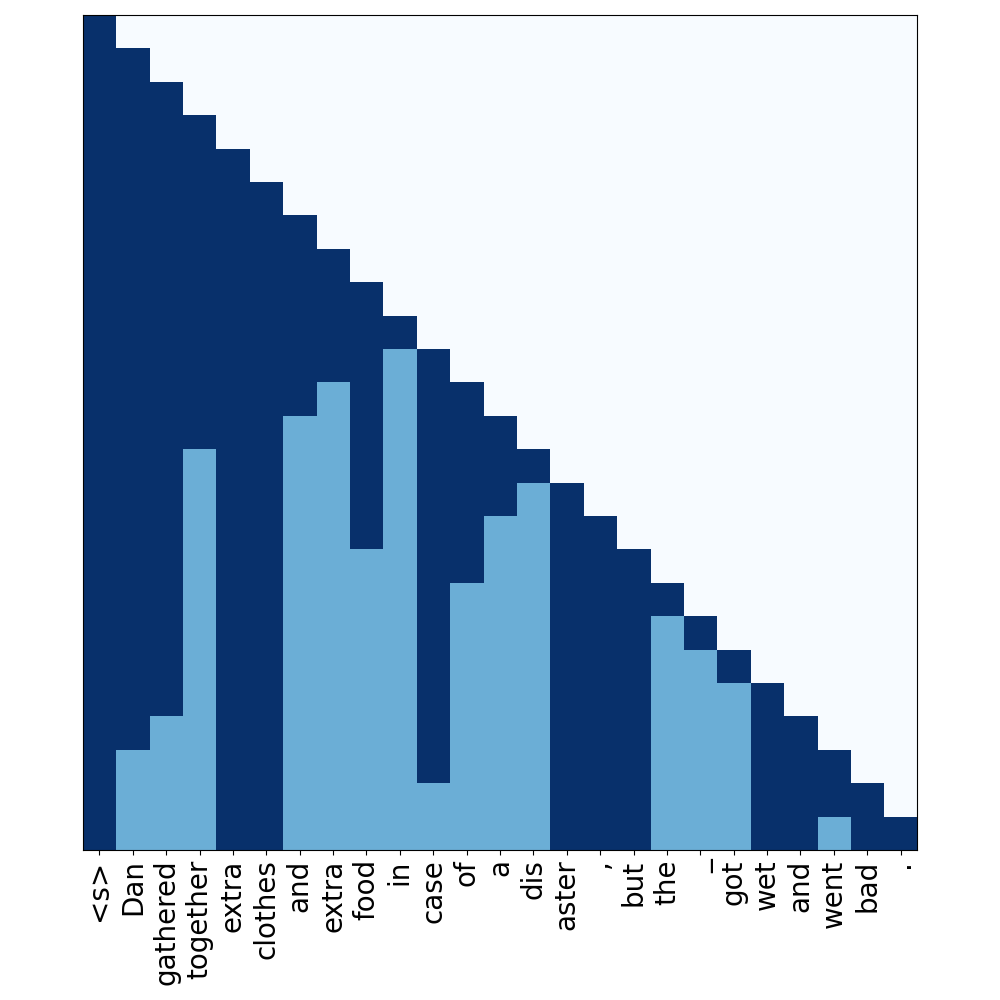 <s> Dan gathered together extra clothes and extra food in case of a dis aster , but the _ got wet and went bad .